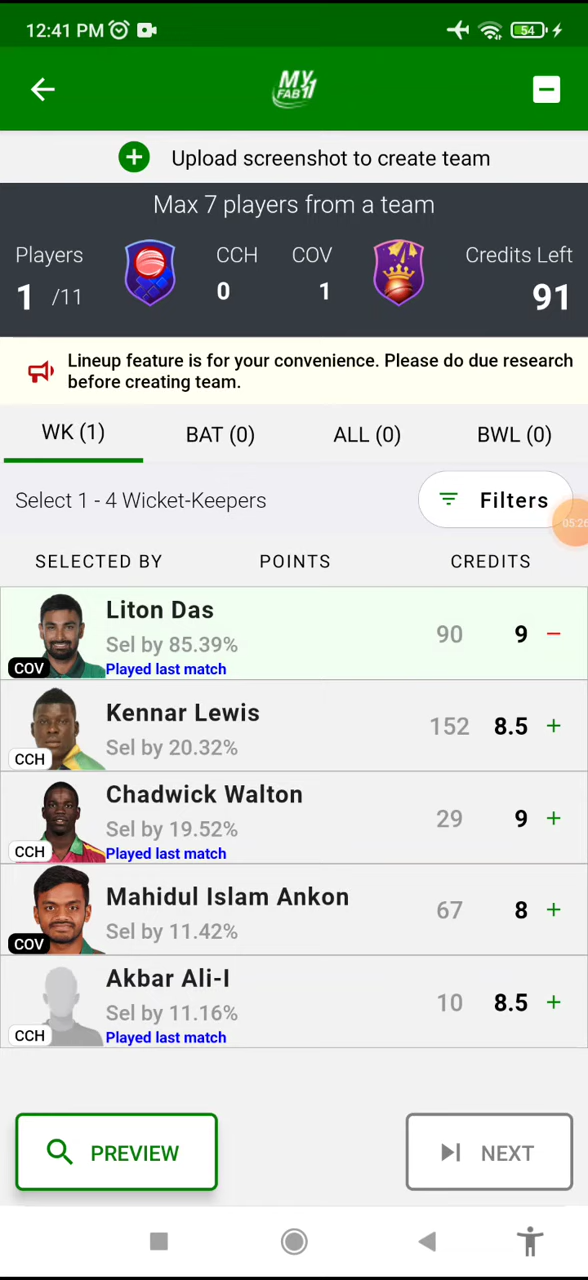 12:41 PM
54
MY
FAB11
Upload screenshot to create team
Max 7 players from a team
Players
CCH
COV
Credits Left
1 /11
0
1
91
Lineup feature is for your convenience. Please do due research
before creating team.
WK (1)
BAT (0)
ALL (0)
BWL (0)
Select 1 - 4 Wicket-Keepers
Filters
05:26
SELECTED BY
POINTS
CREDITS
Liton Das
Sel by 85.39%
90
9
COV
Played last match
Kennar Lewis
Sel by 20.32%
152
8.5
CCH
Chadwick Walton
Sel by 19.52%
29
9
CCH
Played last match
Mahidul Islam Ankon
Sel by 11.42%
67
8
COV
Akbar Ali-I
Sel by 11.16%
10
8.5
CCH
Played last match
PREVIEW
NEXT